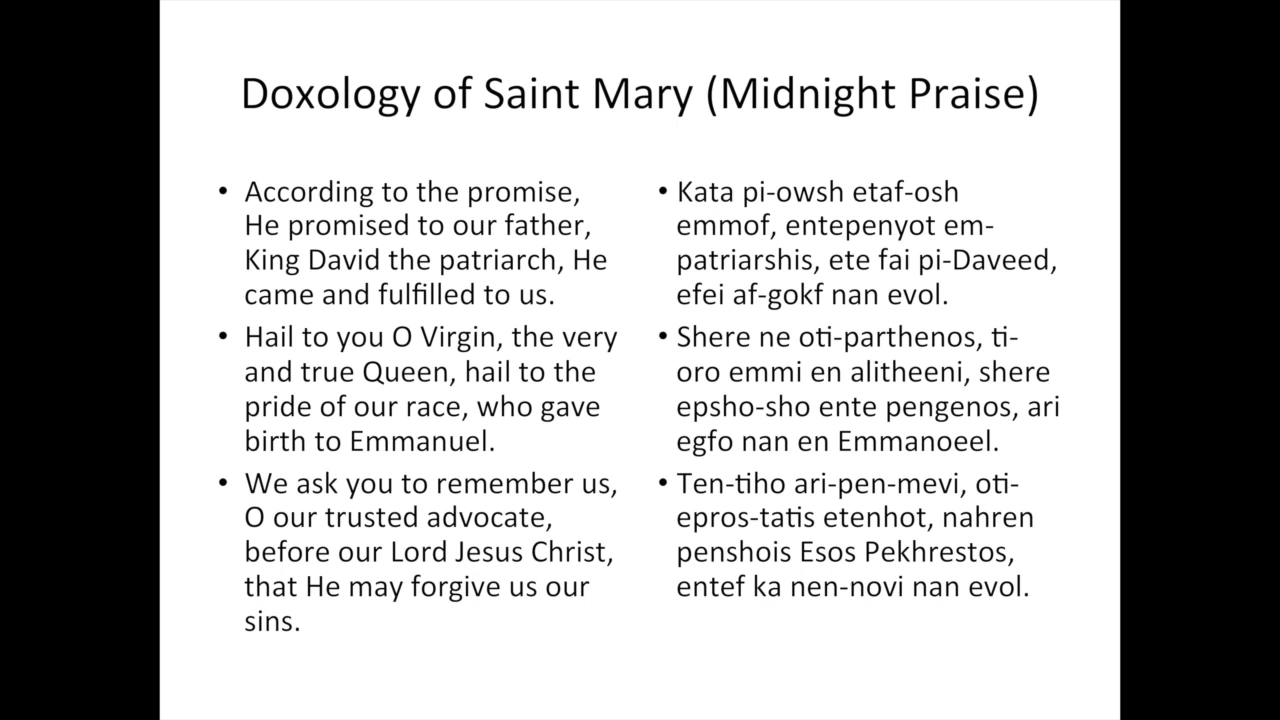 Doxology of Saint Mary (Midnight Praise)
• According to the promise,
He promised to our father,
King David the patriarch, He
came and fulfilled to us.
• Hail to you O Virgin, the very
and true Queen, hail to the
pride of our race, who gave
birth to Emmanuel.
• We ask you to remember us,
O our trusted advocate,
before our Lord Jesus Christ,
that He may forgive us our
sins.
• Kata pi-owsh etaf-osh
emmof, entepenyot em-
patriarshis, ete fai pi-Daveed,
efei af-gokf nan evol.
• Shere ne oti-parthenos, ti-
oro emmi en alitheeni, shere
epsho-sho ente pengenos, ari
egfo nan en Emmanoeel.
• Ten-tiho ari-pen-mevi, oti-
epros-tatis etenhot, nahren
penshois Esos Pekhrestos,
entef ka nen-novi nan evol.